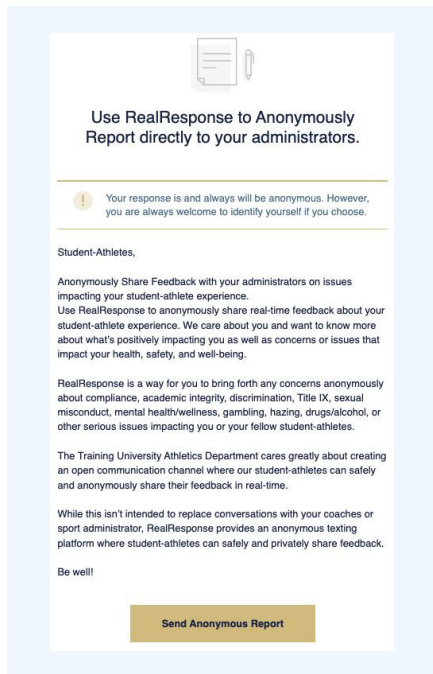 Use RealResponse to Anonymously
Report directly to your administrators.
Your response is and always will be anonymous. However,
you are always welcome to identify yourself if you choose.
Student-Athletes,
Anonymously Share Feedback with your administrators on issues
impacting your student-athlete experience.
Use RealResponse to anonymously share real-time feedback about your
student-athlete experience. We care about you and want to know more
about what's positively impacting you as well as concerns or issues that
impact your health, safety, and well-being.
RealResponse is a way for you to bring forth any concerns anonymously
about compliance, academic integrity, discrimination, Title IX, sexual
misconduct, mental health/wellness, gambling, hazing, drugs/alcohol, or
other serious issues impacting you or your fellow student-athletes.
The Training University Athletics Department cares greatly about creating
an open communication channel where our student-athletes can safely
and anonymously share their feedback in real-time.
While this isn't intended to replace conversations with your coaches or
sport administrator, RealResponse provides an anonymous texting
platform where student-athletes can safely and privately share feedback.
Be well!
Send Anonymous Report